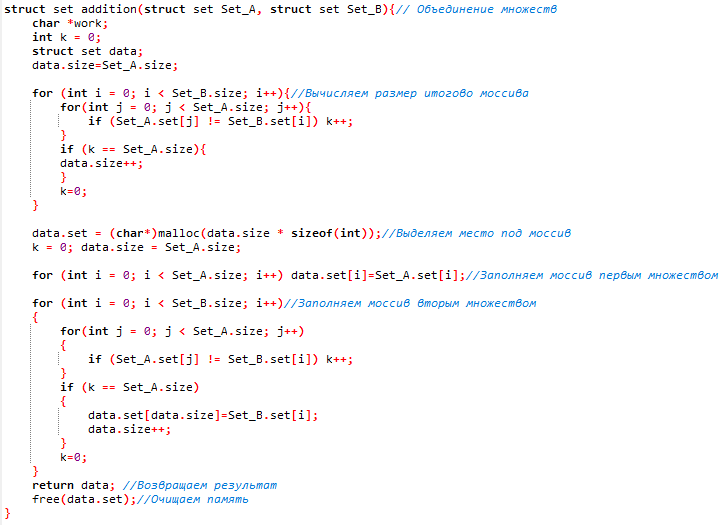 struct set addition(struct set Set_A, struct set Set_B){// Объединение множеств
    char *work;
    int k = 0;
    struct set data;
    data.size=Set_A.size;

    for (int i = 0; i < Set_B.size; i++){//Вычисляем размер итогово моссива
        for(int j = 0; j < Set_A.size; j++){
            if (Set_A.set[j] != Set_B.set[i]) k++;
        }
        if (k == Set_A.size){
        data.size++;
        }
        k=0;
    }

    data.set = (char*)malloc(data.size * sizeof(int));//Выделяем место под моссив
    k = 0; data.size = Set_A.size;

    for (int i = 0; i < Set_A.size; i++) data.set[i]=Set_A.set[i];//Заполняем моссив первым множеством

    for (int i = 0; i < Set_B.size; i++)//Заполняем моссив вторым множеством
    {
        for(int j = 0; j < Set_A.size; j++)
        {
            if (Set_A.set[j] != Set_B.set[i]) k++;
        }
        if (k == Set_A.size)
        {
            data.set[data.size]=Set_B.set[i];
            data.size++;
        }
        k=0;
    }
    return data; //Возвращаем результат
    free(data.set);//Очищаем память
}